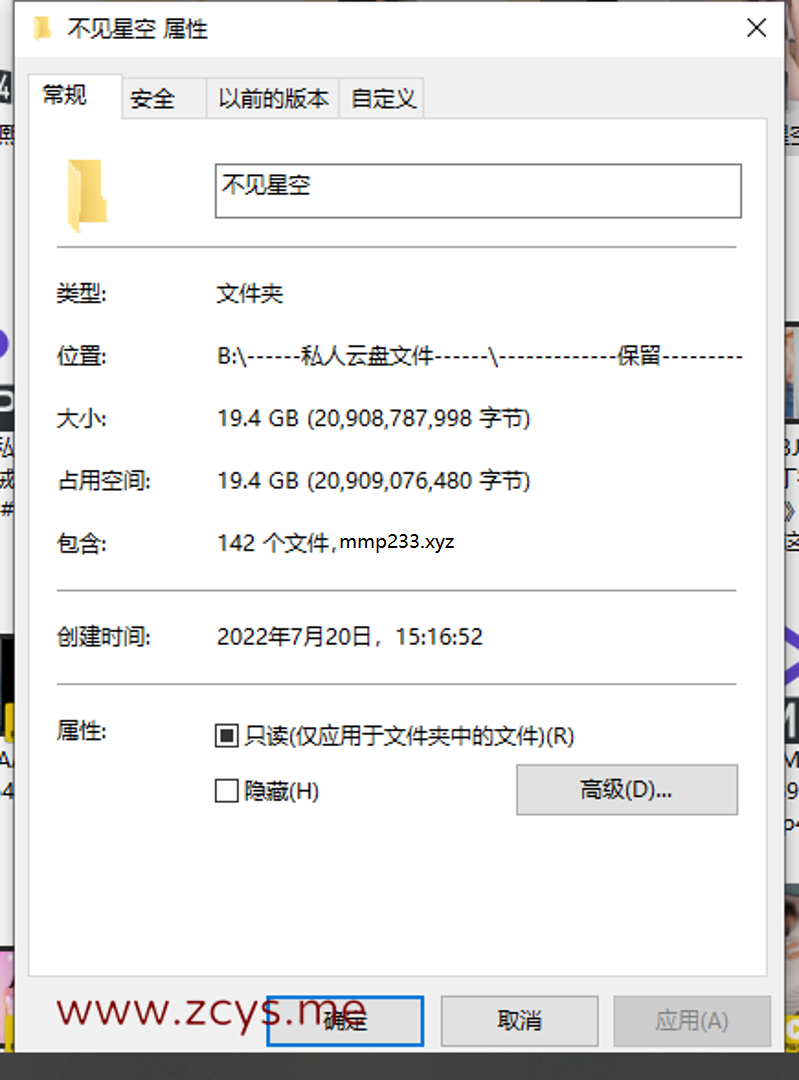 不见星空 属性
常规 安全 以前的版本 自定义
不见星空
类型: 文件夹
位置: B:\------私人云盘文件------\-------------保留---------
大小: 19.4 GB (20,908,787,998 字节)
占用空间: 19.4 GB (20,909,076,480 字节)
包含: 142 个文件,mmp233.xyz
创建时间: 2022年7月20日，15:16:52
属性: 只读(仅应用于文件夹中的文件)(R)
隐藏(H) 高级(D)...
www.zcys.me
确定 取消 应用(A)